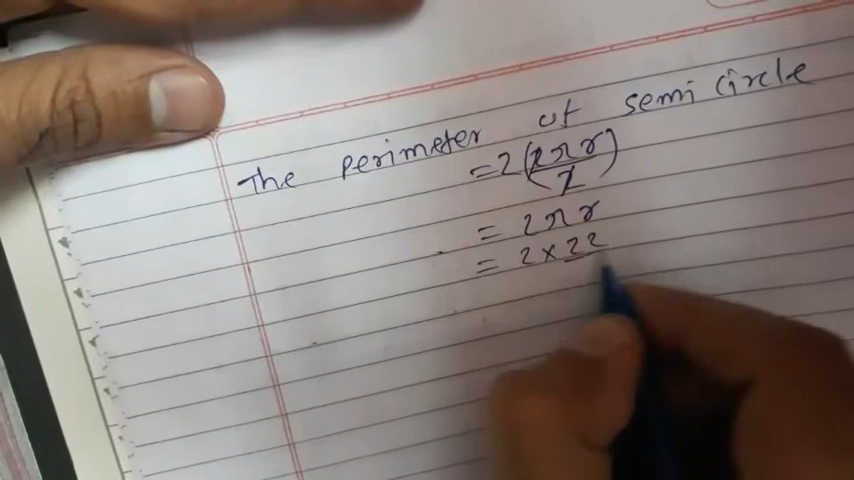 The perimeter of semi circle
= 2 (2πr/2)
= 2πr
= 2 × 22